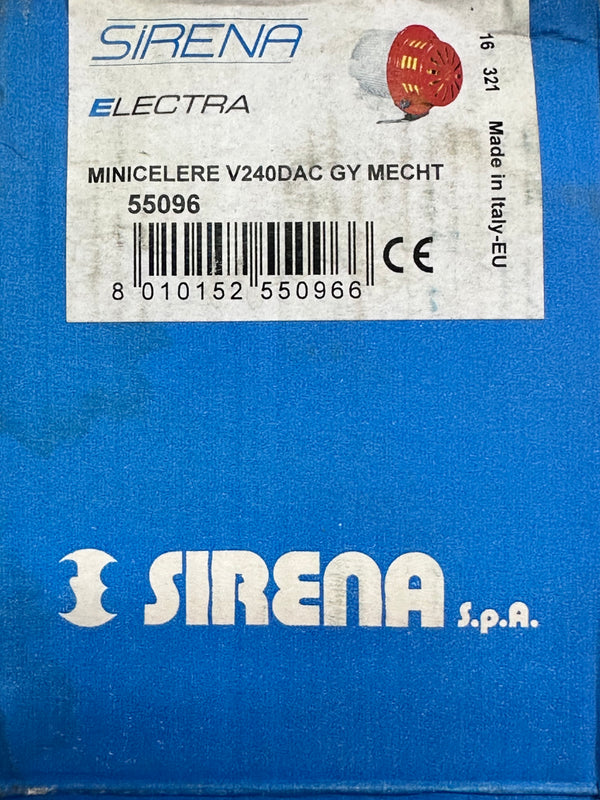 SiRENA
ELECTRA
MINICELERE V240DAC GY MECHT
55096
8 010152 550966
CE
16 321 Made in Italy-EU
SIRENA s.p.A.